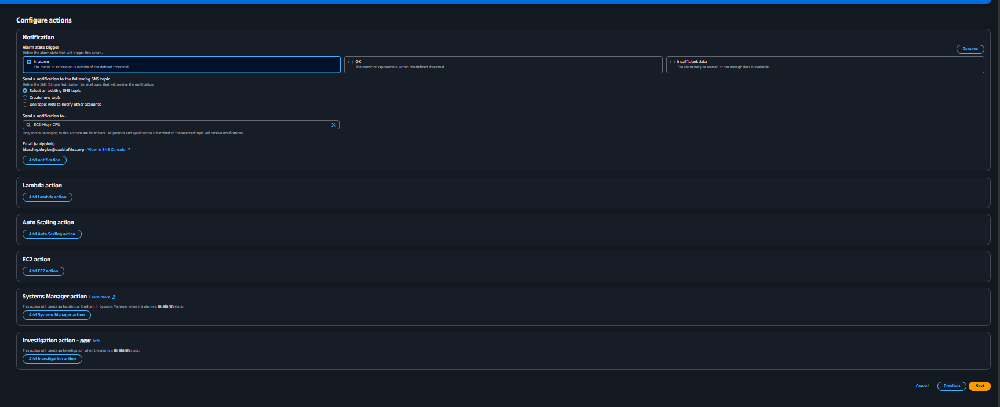 Configure actions
Notification
Alarm state trigger
Define the alarm state that will trigger this action.
Remove
In alarm
The metric or expression is outside of the defined threshold.
OK
The metric or expression is within the defined threshold.
Insufficient data
The alarm has just started or not enough data is available.
Send a notification to the following SNS topic
Define the SNS (Simple Notification Service) topic that will receive the notification.
Select an existing SNS topic
Create new topic
Use topic ARN to notify other accounts
Send a notification to...
EC2-High-CPU
Only topics belonging to this account are listed here. All persons and applications subscribed to the selected topic will receive notifications.
Email (endpoints)
blessing.dogbe@azubiafrica.org - View in SNS Console
Add notification
Lambda action
Add Lambda action
Auto Scaling action
Add Auto Scaling action
EC2 action
Add EC2 action
Systems Manager action Learn more
This action will create an Incident or OpsItem in Systems Manager when the alarm is In alarm state.
Add Systems Manager action
Investigation action – new Info
This action will create an Investigation when the alarm is In alarm state.
Add investigation action
Cancel
Previous
Next